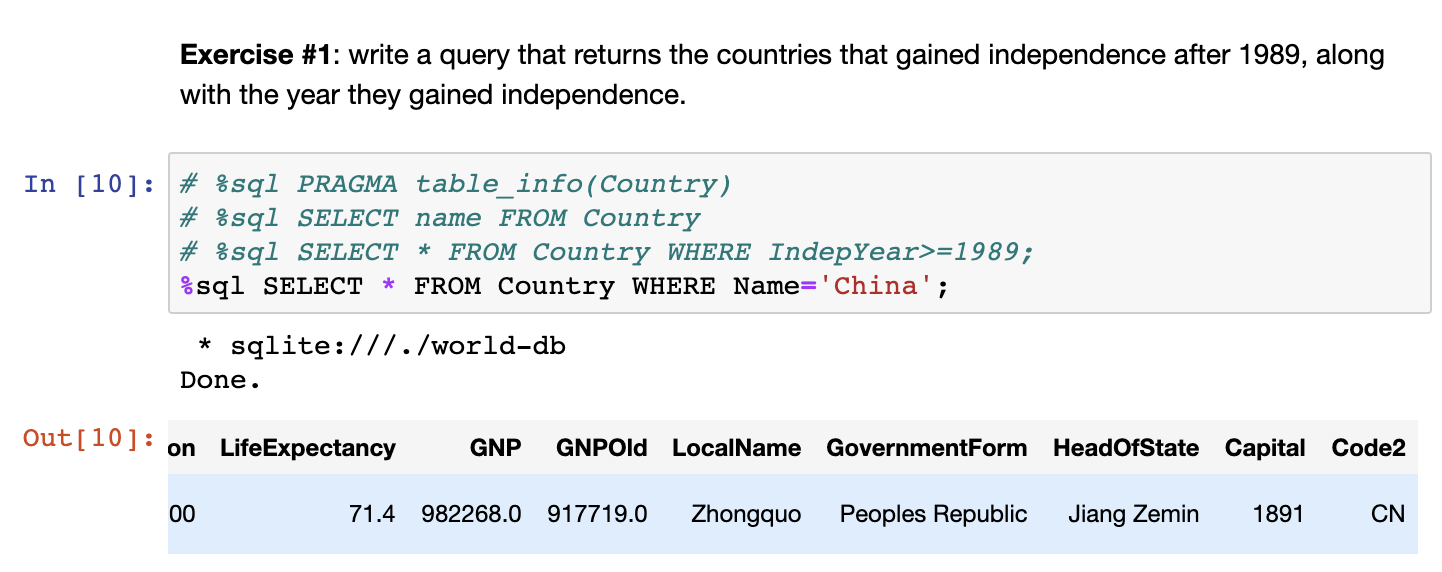 Exercise #1: write a query that returns the countries that gained independence after 1989, along
with the year they gained independence.
In [10]:
# %sql PRAGMA table_info(Country)
# %sql SELECT name FROM Country
# %sql SELECT * FROM Country WHERE IndepYear>=1989;
%sql SELECT * FROM Country WHERE Name='China';
* sqlite:///./world-db
Done.
Out[10]:
on LifeExpectancy GNP GNPOld LocalName GovernmentForm HeadOfState Capital Code2
00 71.4 982268.0 917719.0 Zhongquo Peoples Republic Jiang Zemin 1891 CN